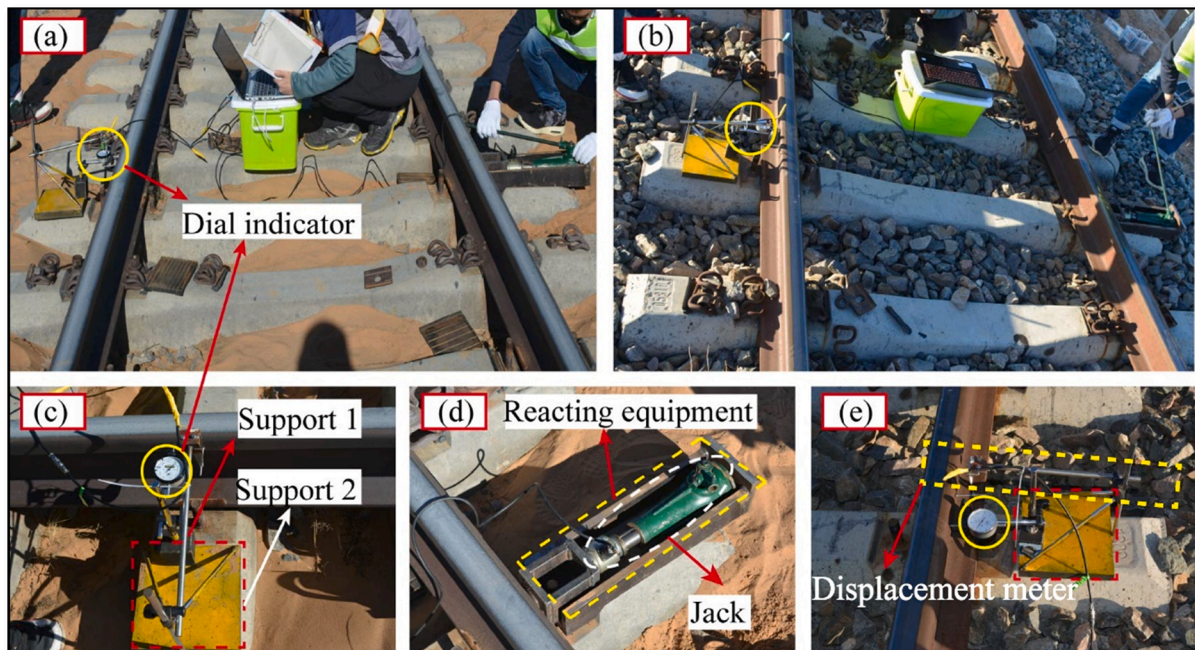 (a)
(b)
Dial indicator
(c)
Support 1
Support 2
(d)
Reacting equipment
Jack
(e)
Displacement meter